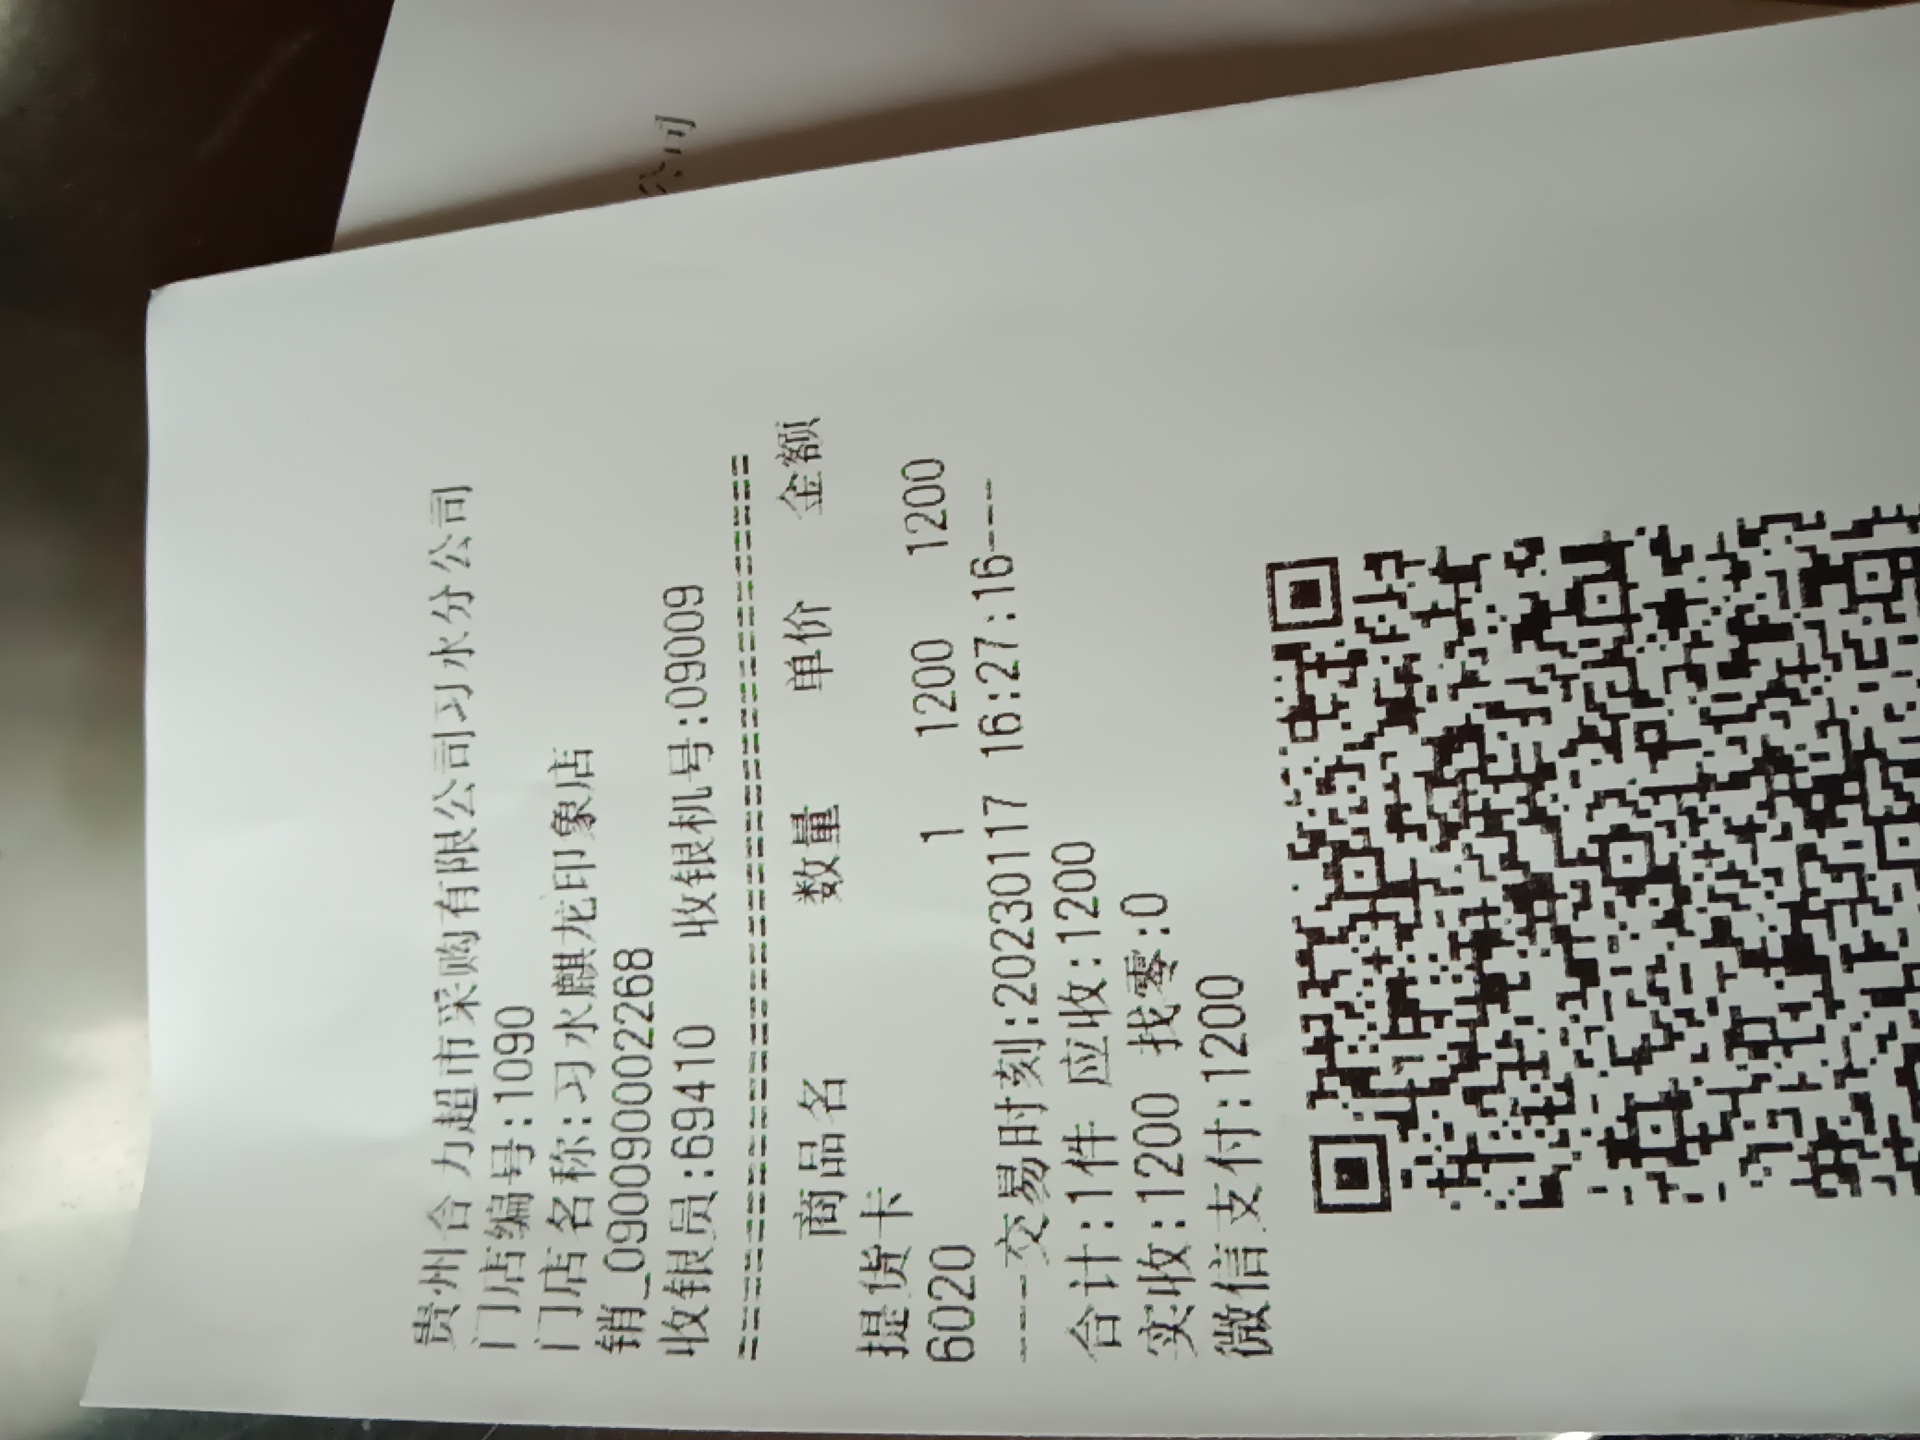 贵州合力超市采购有限公司习水分公司
门店编号:1090
门店名称:习水麒龙印象店
销_090090002268
收银员:69410 收银机号:09009
商品名 数量 单价 金额
提货卡
6020 1 1200 1200
----交易时刻:20230117 16:27:16---
合计:1件 应收:1200
实收:1200 找零:0
微信支付:1200
公司